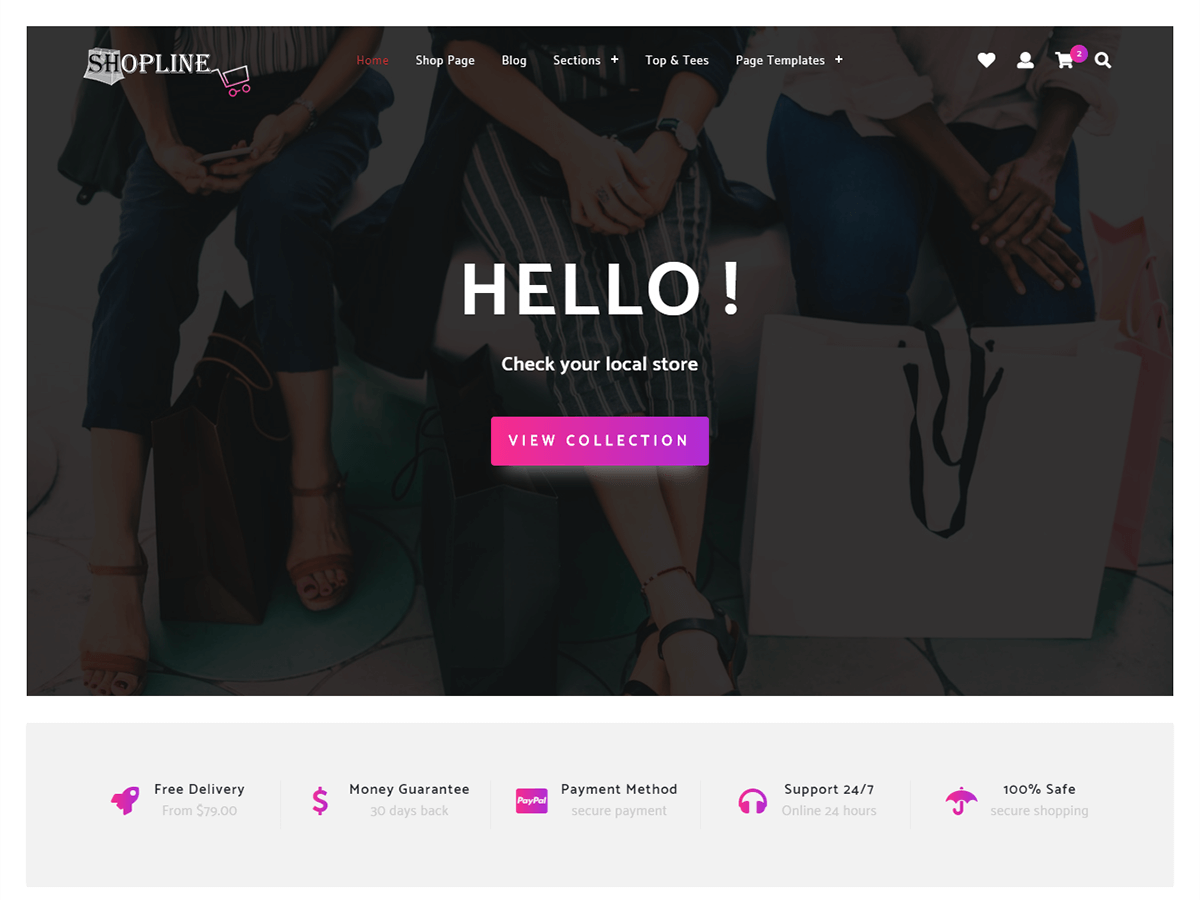 SHOPLINE
Home Shop Page Blog Sections + Top & Tees Page Templates + 2
HELLO !
Check your local store
VIEW COLLECTION
Free Delivery
From $79.00
Money Guarantee
30 days back
PayPal
Payment Method
secure payment
Support 24/7
Online 24 hours
100% Safe
secure shopping